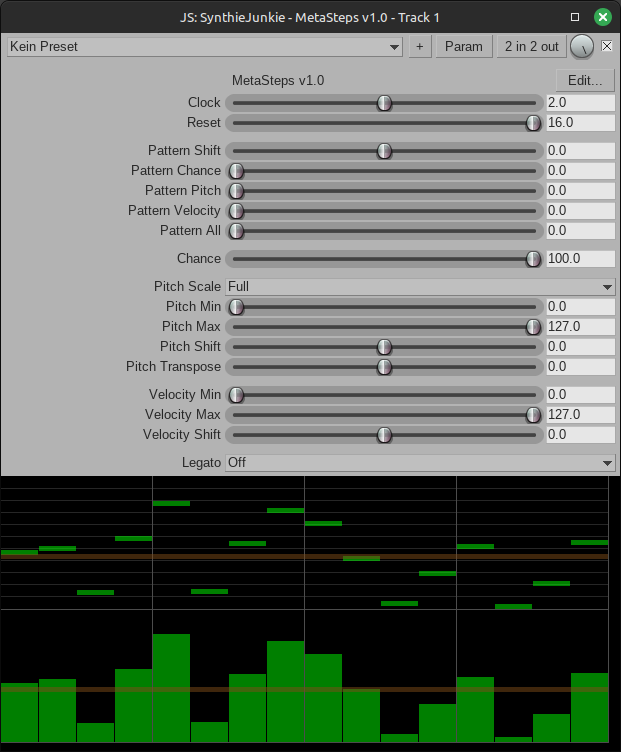 JS: SynthieJunkie - MetaSteps v1.0 - Track 1
Kein Preset + Param 2 in 2 out
MetaSteps v1.0 Edit...
Clock 2.0
Reset 16.0
Pattern Shift 0.0
Pattern Chance 0.0
Pattern Pitch 0.0
Pattern Velocity 0.0
Pattern All 0.0
Chance 100.0
Pitch Scale Full
Pitch Min 0.0
Pitch Max 127.0
Pitch Shift 0.0
Pitch Transpose 0.0
Velocity Min 0.0
Velocity Max 127.0
Velocity Shift 0.0
Legato Off